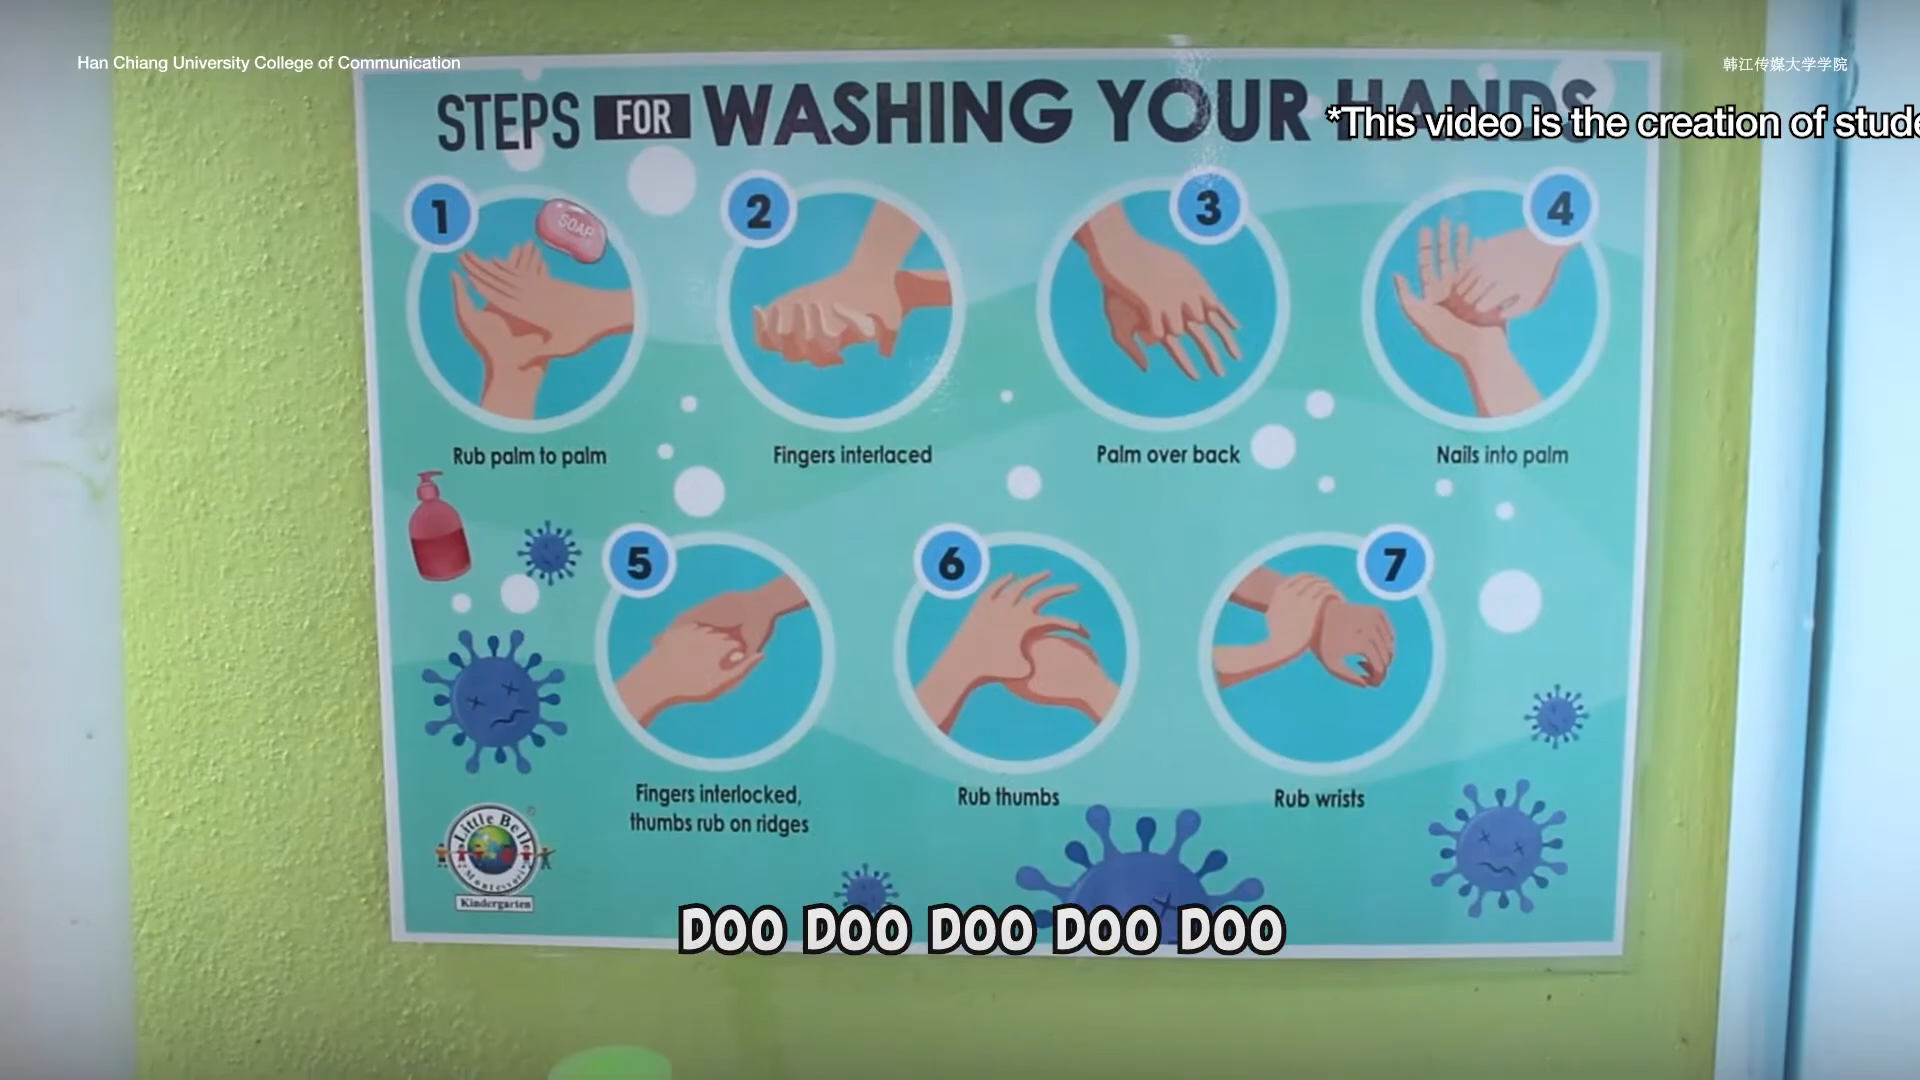 Han Chiang University College of Communication
韩江传媒大学学院
STEPS FOR WASHING YOUR HANDS
*This video is the creation of stude
1
SOAP
2
3
4
Rub palm to palm
Fingers interlaced
Palm over back
Nails into palm
5
6
7
Fingers interlocked,
thumbs rub on ridges
Rub thumbs
Rub wrists
Little Bell
Montessori
Kindergarten
DOO DOO DOO DOO DOO